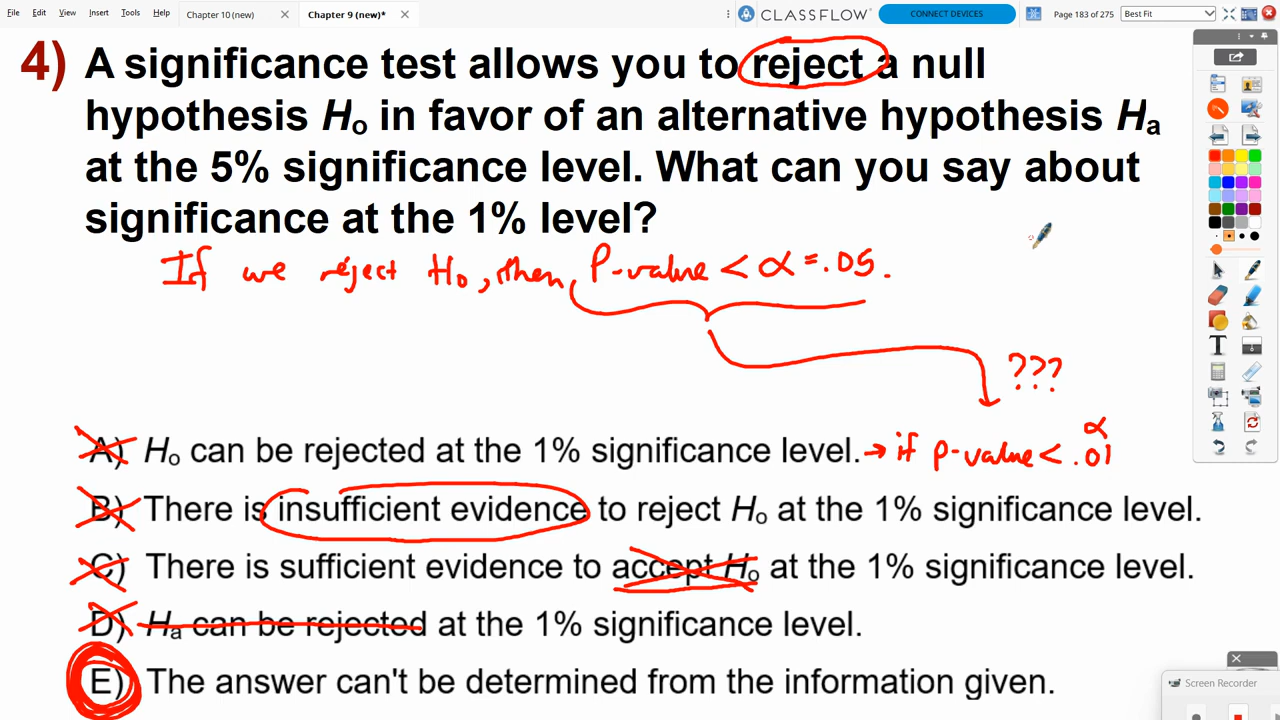 File Edit View Insert Tools Help Chapter 10 (new) Chapter 9 (new)* CLASSFLOW CONNECT DEVICES Page 183 of 275 Best Fit
4) A significance test allows you to reject a null
hypothesis Ho in favor of an alternative hypothesis Ha
at the 5% significance level. What can you say about
significance at the 1% level?
If we reject Ho, then P-value < α = .05.
???
α
A) Ho can be rejected at the 1% significance level. → if p-value < .01
B) There is insufficient evidence to reject Ho at the 1% significance level.
C) There is sufficient evidence to accept Ho at the 1% significance level.
D) Ha can be rejected at the 1% significance level.
E) The answer can't be determined from the information given.
Screen Recorder